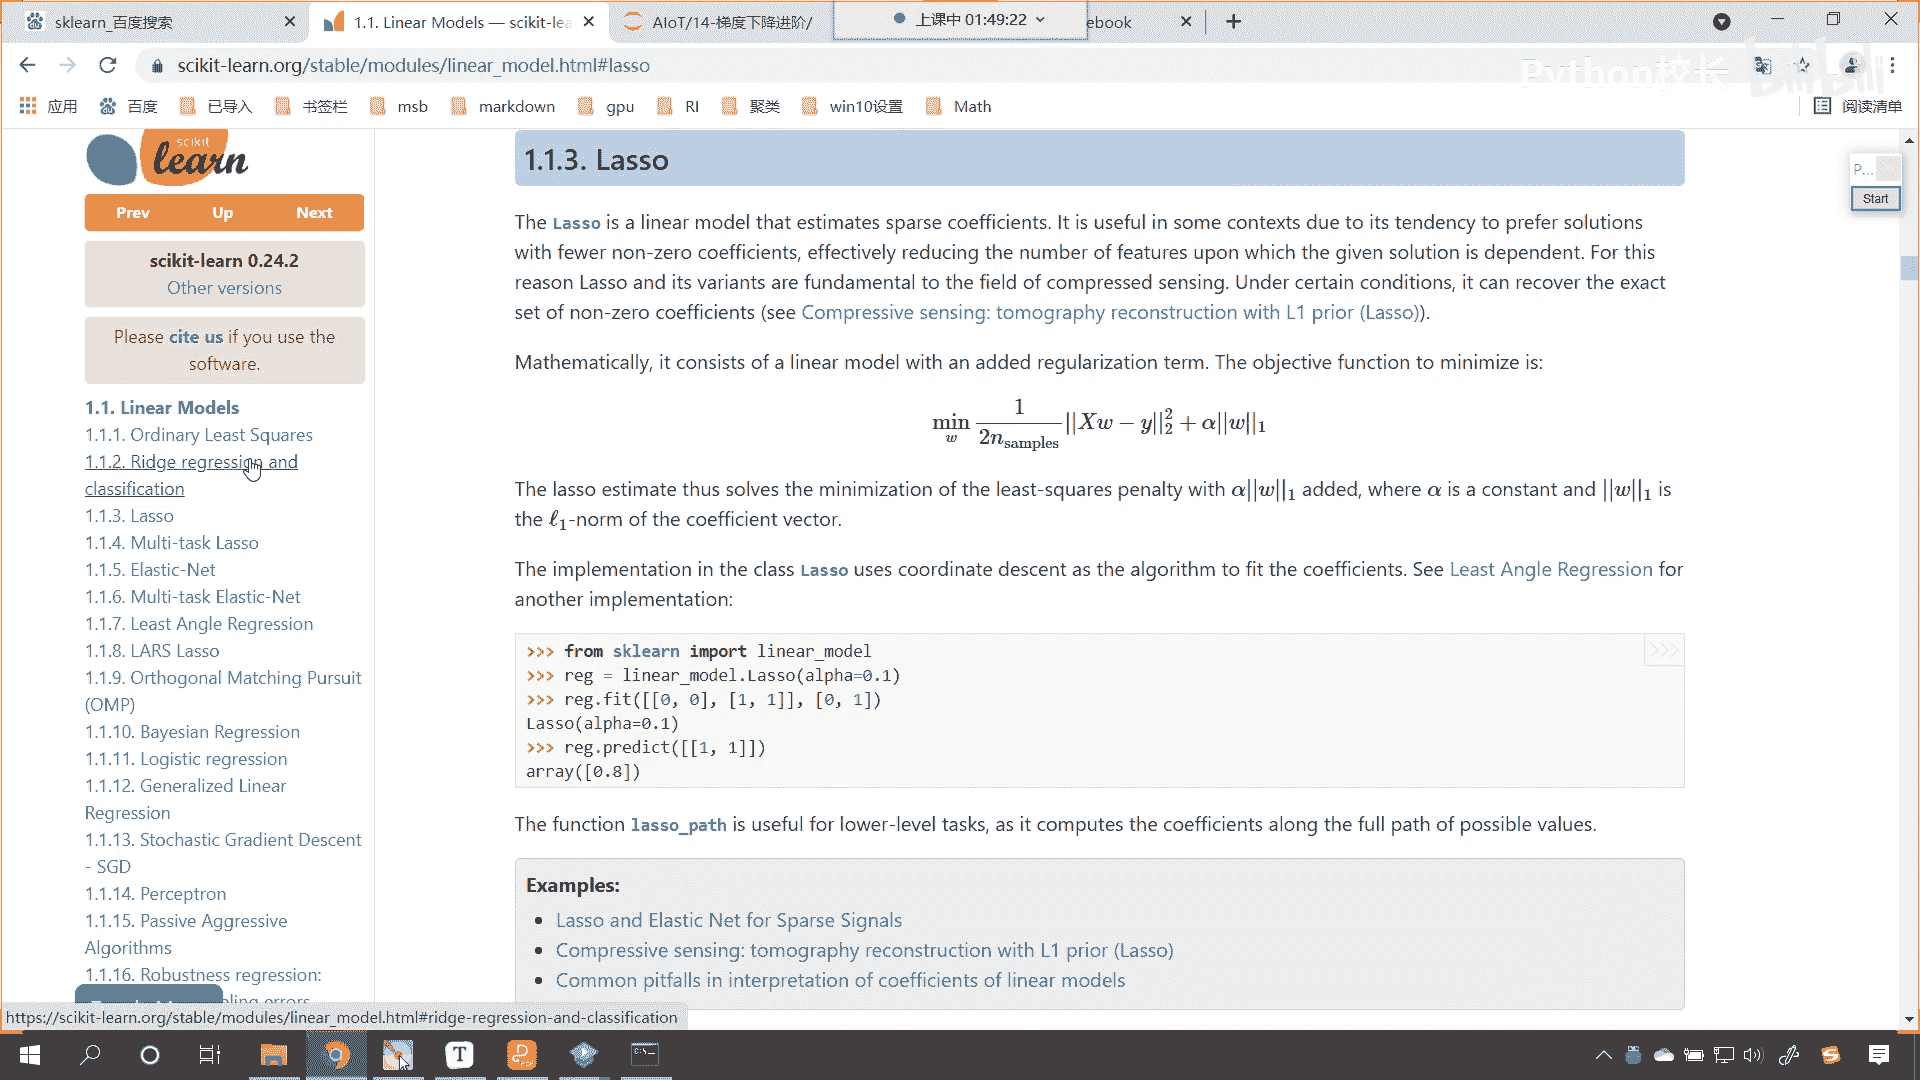 sklearn_百度搜索
1.1. Linear Models — scikit-lea
AIoT/14-梯度下降进阶/
上课中 01:49:22
ebook
scikit-learn.org/stable/modules/linear_model.html#lasso
Python校长
bilibili
应用
百度
已导入
书签栏
msb
markdown
gpu
RI
聚类
win10设置
Math
阅读清单
scikit
learn
Prev
Up
Next
scikit-learn 0.24.2
Other versions
Please cite us if you use the
software.
1.1. Linear Models
1.1.1. Ordinary Least Squares
1.1.2. Ridge regression and
classification
1.1.3. Lasso
1.1.4. Multi-task Lasso
1.1.5. Elastic-Net
1.1.6. Multi-task Elastic-Net
1.1.7. Least Angle Regression
1.1.8. LARS Lasso
1.1.9. Orthogonal Matching Pursuit
(OMP)
1.1.10. Bayesian Regression
1.1.11. Logistic regression
1.1.12. Generalized Linear
Regression
1.1.13. Stochastic Gradient Descent
- SGD
1.1.14. Perceptron
1.1.15. Passive Aggressive
Algorithms
1.1.16. Robustness regression:
errors
1.1.3. Lasso
The Lasso is a linear model that estimates sparse coefficients. It is useful in some contexts due to its tendency to prefer solutions
with fewer non-zero coefficients, effectively reducing the number of features upon which the given solution is dependent. For this
reason Lasso and its variants are fundamental to the field of compressed sensing. Under certain conditions, it can recover the exact
set of non-zero coefficients (see Compressive sensing: tomography reconstruction with L1 prior (Lasso)).
Mathematically, it consists of a linear model with an added regularization term. The objective function to minimize is:
min_w 1/(2n_samples) ||Xw − y||_2^2 + α||w||_1
The lasso estimate thus solves the minimization of the least-squares penalty with α||w||_1 added, where α is a constant and ||w||_1 is
the ℓ_1-norm of the coefficient vector.
The implementation in the class Lasso uses coordinate descent as the algorithm to fit the coefficients. See Least Angle Regression for
another implementation:
>>>
>>> from sklearn import linear_model
>>> reg = linear_model.Lasso(alpha=0.1)
>>> reg.fit([[0, 0], [1, 1]], [0, 1])
Lasso(alpha=0.1)
>>> reg.predict([[1, 1]])
array([0.8])
The function lasso_path is useful for lower-level tasks, as it computes the coefficients along the full path of possible values.
Examples:
• Lasso and Elastic Net for Sparse Signals
• Compressive sensing: tomography reconstruction with L1 prior (Lasso)
• Common pitfalls in interpretation of coefficients of linear models
P...
Start
https://scikit-learn.org/stable/modules/linear_model.html#ridge-regression-and-classification